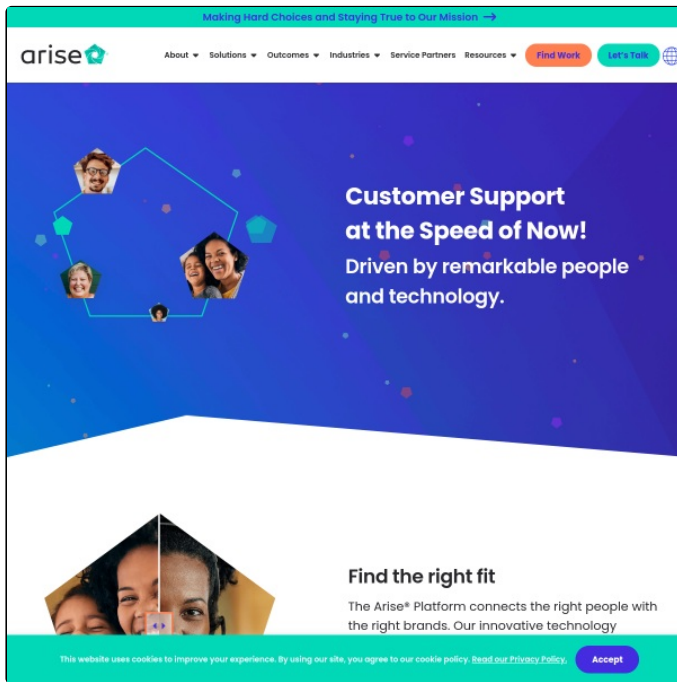 Making Hard Choices and Staying True to Our Mission →
arise
About Solutions Outcomes Industries Service Partners Resources Find Work Let's Talk
Customer Support
at the Speed of Now!
Driven by remarkable people
and technology.
Find the right fit
The Arise® Platform connects the right people with
the right brands. Our innovative technology
This website uses cookies to improve your experience. By using our site, you agree to our cookie policy. Read our Privacy Policy. Accept